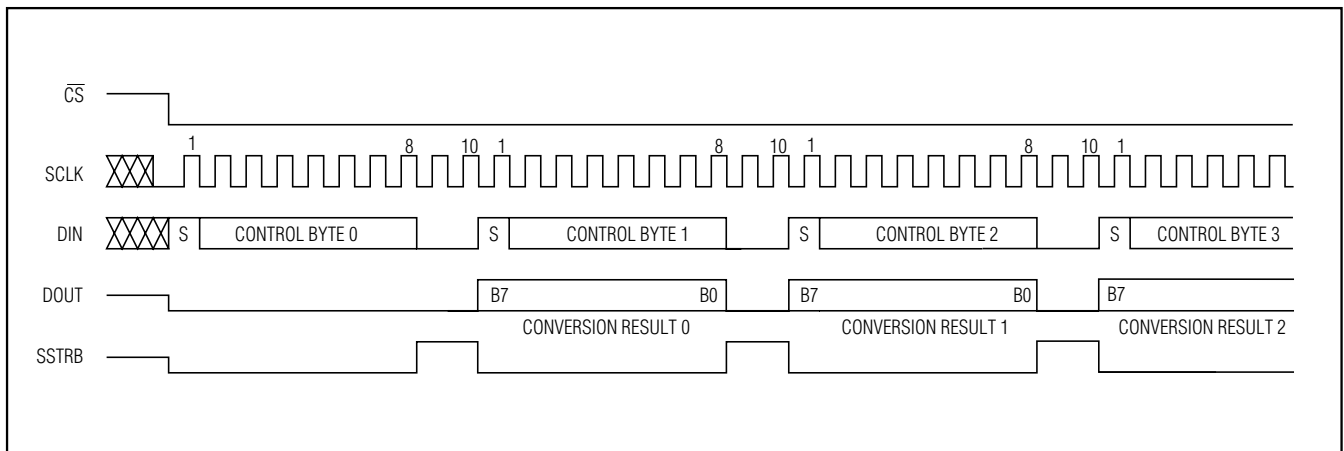 CS
1 8 10 1 8 10 1 8 10 1
SCLK
DIN S CONTROL BYTE 0 S CONTROL BYTE 1 S CONTROL BYTE 2 S CONTROL BYTE 3
DOUT B7 B0 B7 B0 B7
CONVERSION RESULT 0 CONVERSION RESULT 1 CONVERSION RESULT 2
SSTRB